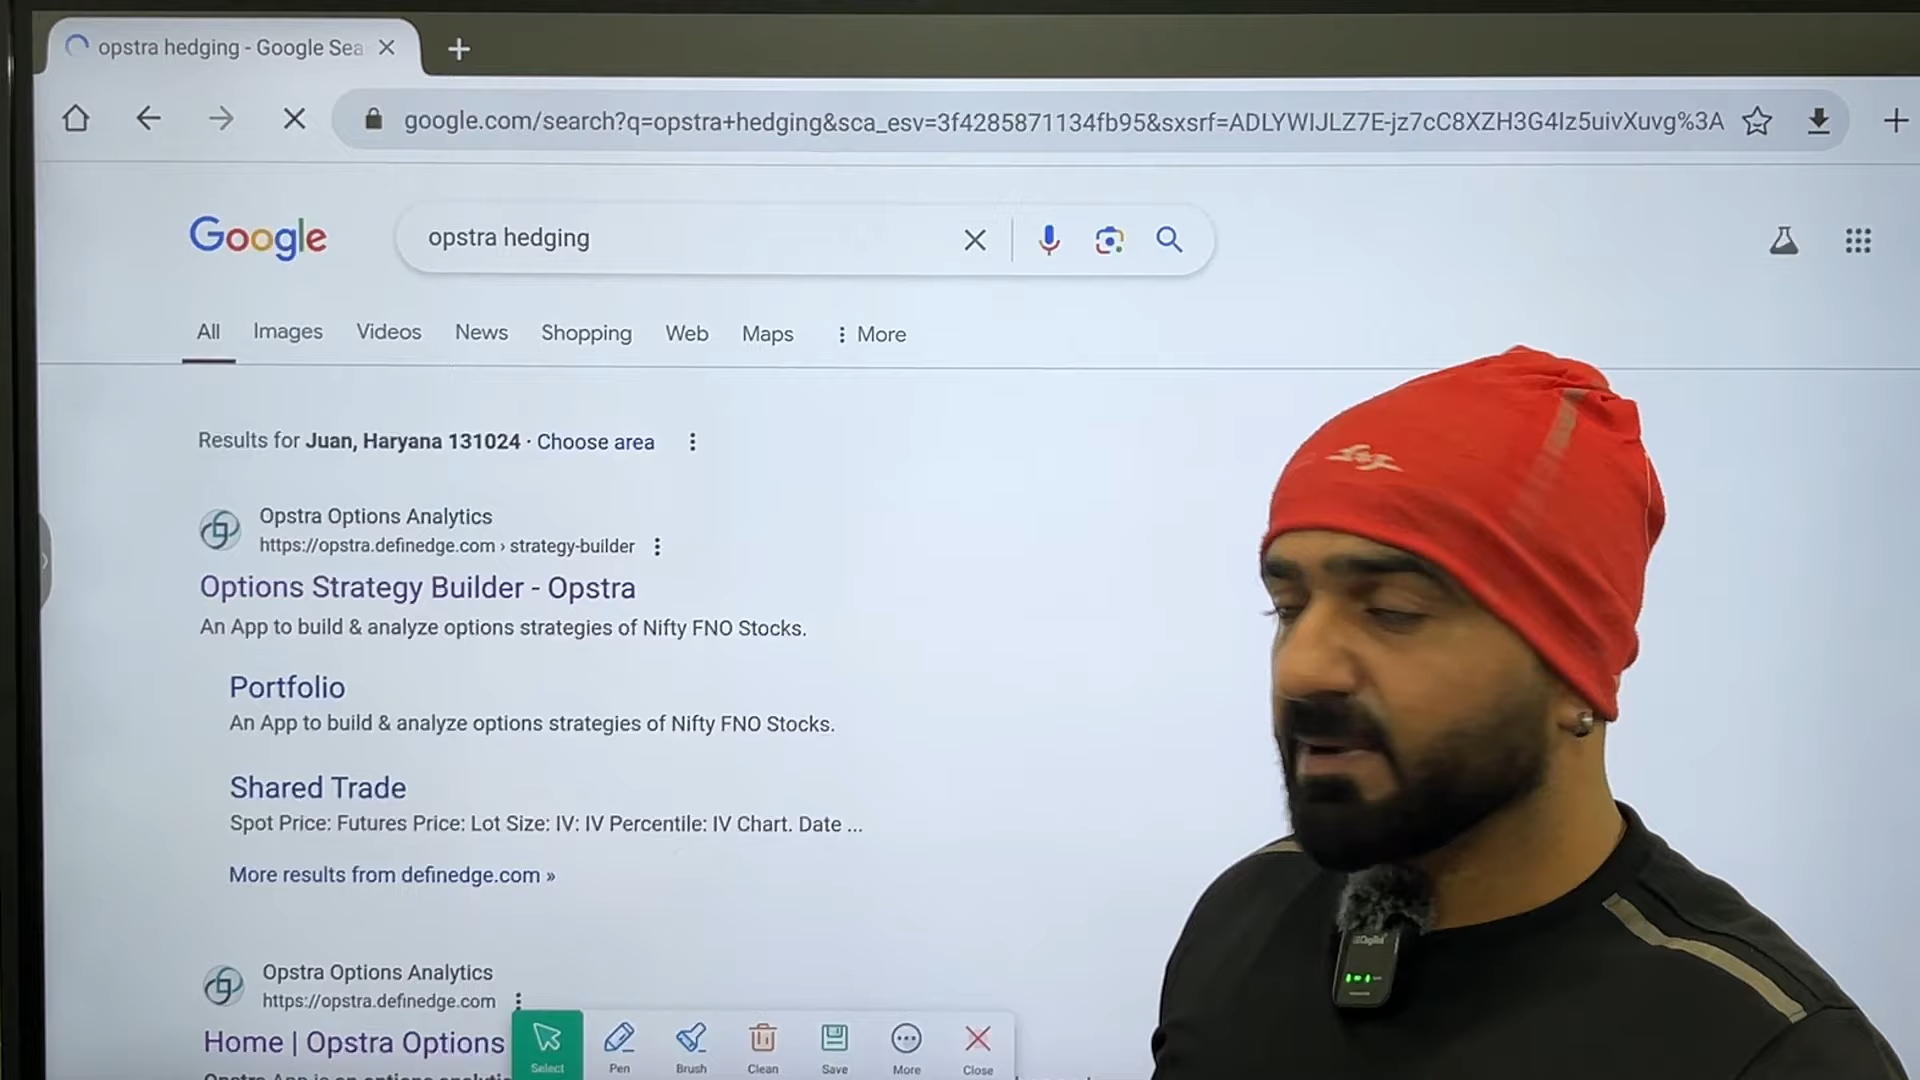 opstra hedging - Google Sea
google.com/search?q=opstra+hedging&sca_esv=3f4285871134fb95&sxsrf=ADLYWIJLZ7E-jz7cC8XZH3G4Iz5uivXuvg%3A
Google
opstra hedging
All Images Videos News Shopping Web Maps More
Results for Juan, Haryana 131024 · Choose area
Opstra Options Analytics
https://opstra.definedge.com › strategy-builder
Options Strategy Builder - Opstra
An App to build & analyze options strategies of Nifty FNO Stocks.
Portfolio
An App to build & analyze options strategies of Nifty FNO Stocks.
Shared Trade
Spot Price: Futures Price: Lot Size: IV: IV Percentile: IV Chart. Date ...
More results from definedge.com »
Opstra Options Analytics
https://opstra.definedge.com
Home | Opstra Options
Select Pen Brush Clean Save More Close